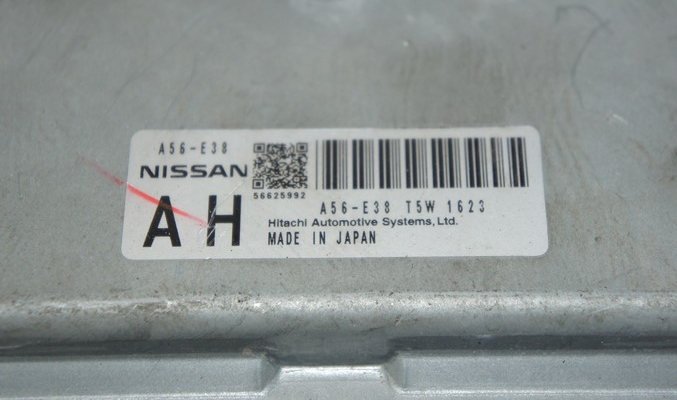 A56-E38
NISSAN
56625992
AH
A56-E38 T5W 1623
Hitachi Automotive Systems, Ltd.
MADE IN JAPAN